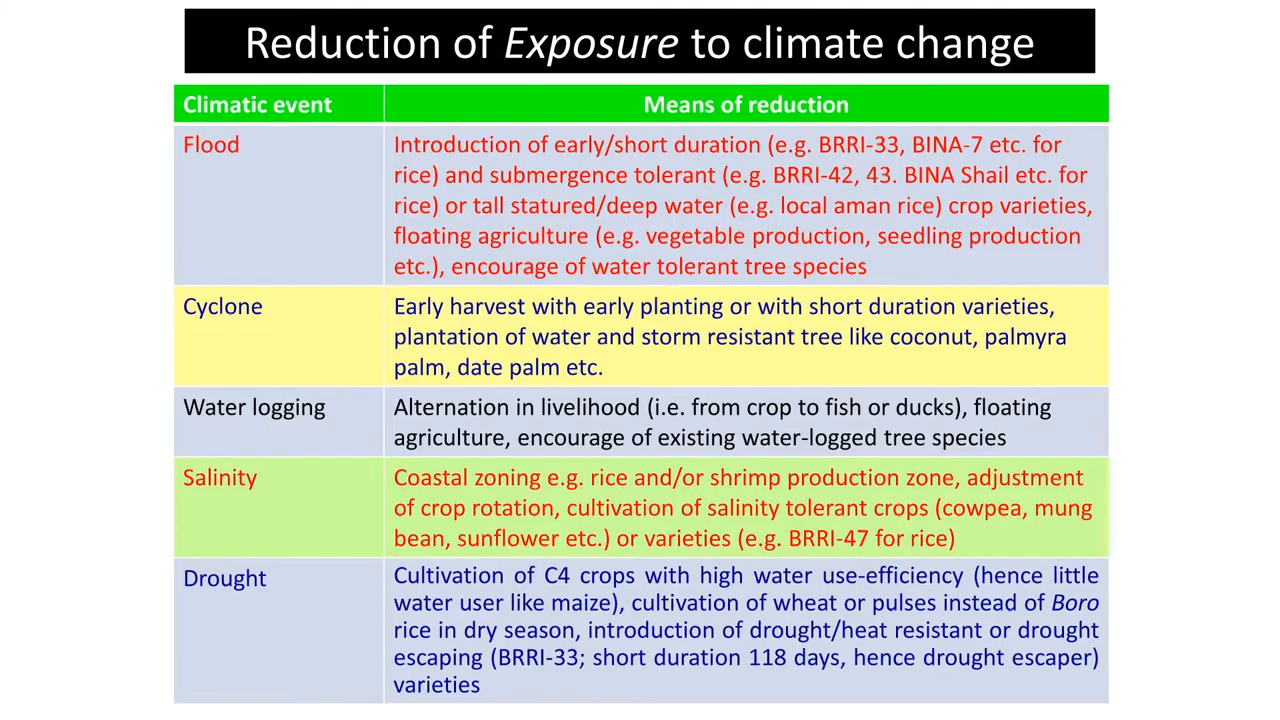 Reduction of Exposure to climate change
Climatic event
Means of reduction
Flood
Introduction of early/short duration (e.g. BRRI-33, BINA-7 etc. for
rice) and submergence tolerant (e.g. BRRI-42, 43. BINA Shail etc. for
rice) or tall statured/deep water (e.g. local aman rice) crop varieties,
floating agriculture (e.g. vegetable production, seedling production
etc.), encourage of water tolerant tree species
Cyclone
Early harvest with early planting or with short duration varieties,
plantation of water and storm resistant tree like coconut, palmyra
palm, date palm etc.
Water logging
Alternation in livelihood (i.e. from crop to fish or ducks), floating
agriculture, encourage of existing water-logged tree species
Salinity
Coastal zoning e.g. rice and/or shrimp production zone, adjustment
of crop rotation, cultivation of salinity tolerant crops (cowpea, mung
bean, sunflower etc.) or varieties (e.g. BRRI-47 for rice)
Drought
Cultivation of C4 crops with high water use-efficiency (hence little
water user like maize), cultivation of wheat or pulses instead of Boro
rice in dry season, introduction of drought/heat resistant or drought
escaping (BRRI-33; short duration 118 days, hence drought escaper)
varieties